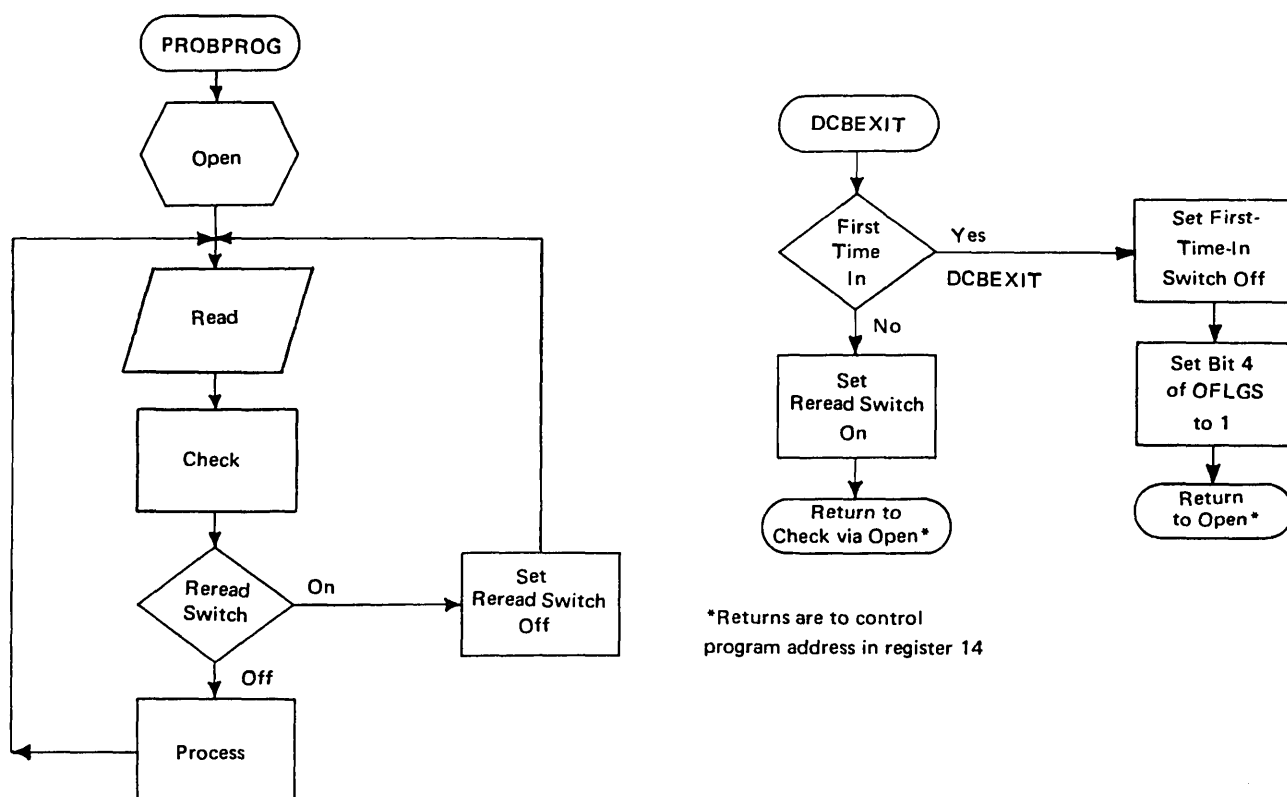 PROBPROG
Open
Read
Check
Reread
Switch
On
Set
Reread Switch
Off
Off
Process
DCBEXIT
First
Time
In
Yes
DCBEXIT
No
Set
Reread Switch
On
Return to
Check via Open*
Set First-
Time-In
Switch Off
Set Bit 4
of OFLGS
to 1
Return
to Open*
*Returns are to control
program address in register 14